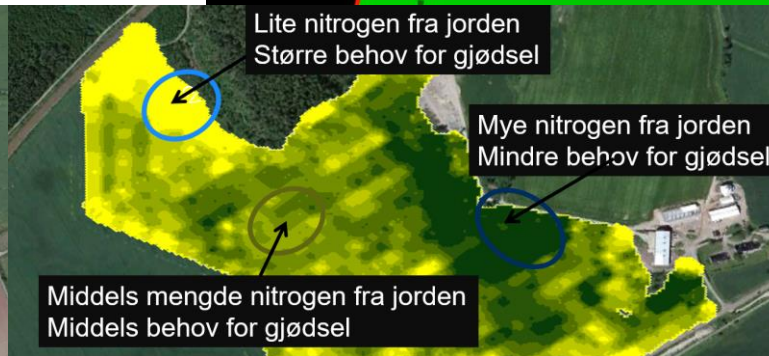 Lite nitrogen fra jorden
Større behov for gjødsel
Mye nitrogen fra jorden
Mindre behov for gjødsel
Middels mengde nitrogen fra jorden
Middels behov for gjødsel